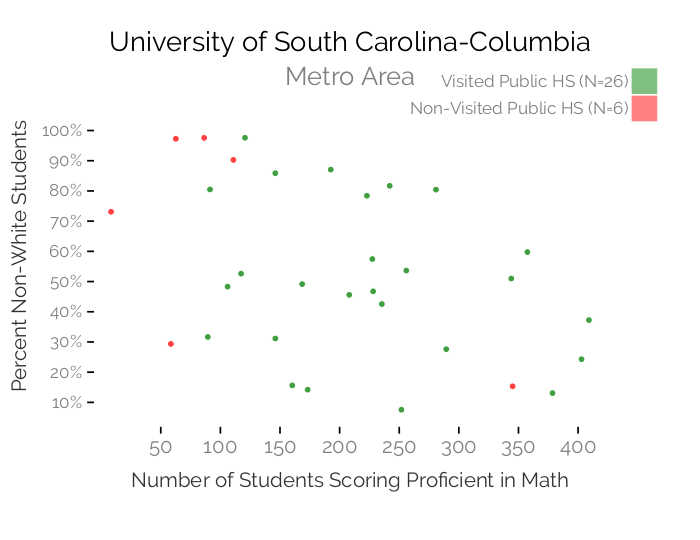 University of South Carolina-Columbia
Metro Area
Visited Public HS (N=26)
Non-Visited Public HS (N=6)
Percent Non-White Students
100%
90%
80%
70%
60%
50%
40%
30%
20%
10%
50 100 150 200 250 300 350 400
Number of Students Scoring Proficient in Math